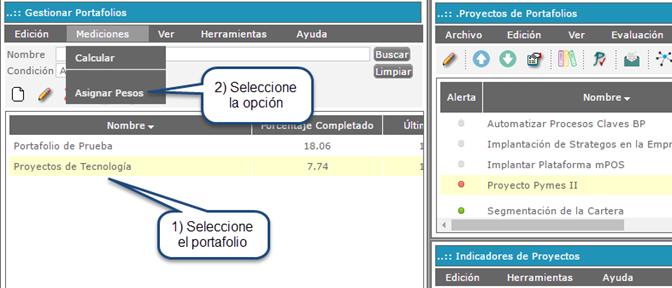 ..:: Gestionar Portafolios
Edición Mediciones Ver Herramientas Ayuda
Nombre Buscar
Condición A Limpiar
Calcular
Asignar Pesos
2) Seleccione
la opción
Nombre Porcentaje Completado Últin
Portafolio de Prueba 18.06 1
Proyectos de Tecnología 7.74 1
1) Seleccione
el portafolio
..:: .Proyectos de Portafolios
Archivo Edición Ver Evaluación
Alerta Nombre
Automatizar Procesos Claves BP
Implantación de Strategos en la Empr
Implantar Plataforma mPOS
Proyecto Pymes II
Segmentación de la Cartera
..:: Indicadores de Proyectos
Edición Herramientas Ayuda